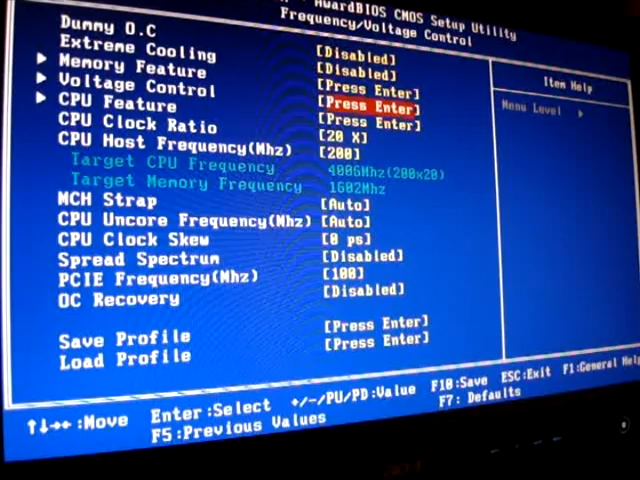 AwardBIOS CMOS Setup Utility
Frequency/Voltage Control
Dummy O.C [Disabled]
Extreme Cooling [Disabled]
Memory Feature [Press Enter]
Voltage Control [Press Enter]
CPU Feature [Press Enter]
CPU Clock Ratio [20 X]
CPU Host Frequency(Mhz) [200]
Target CPU Frequency 4006Mhz(200x20)
Target Memory Frequency 1602Mhz
MCH Strap [Auto]
CPU Uncore Frequency(Mhz) [Auto]
CPU Clock Skew [0 ps]
Spread Spectrum [Disabled]
PCIE Frequency(Mhz) [100]
OC Recovery [Disabled]
Save Profile [Press Enter]
Load Profile [Press Enter]
Item Help
Menu Level
↑↓→←:Move Enter:Select +/-/PU/PD:Value F10:Save ESC:Exit F1:General Help
F5:Previous Values F7: Defaults